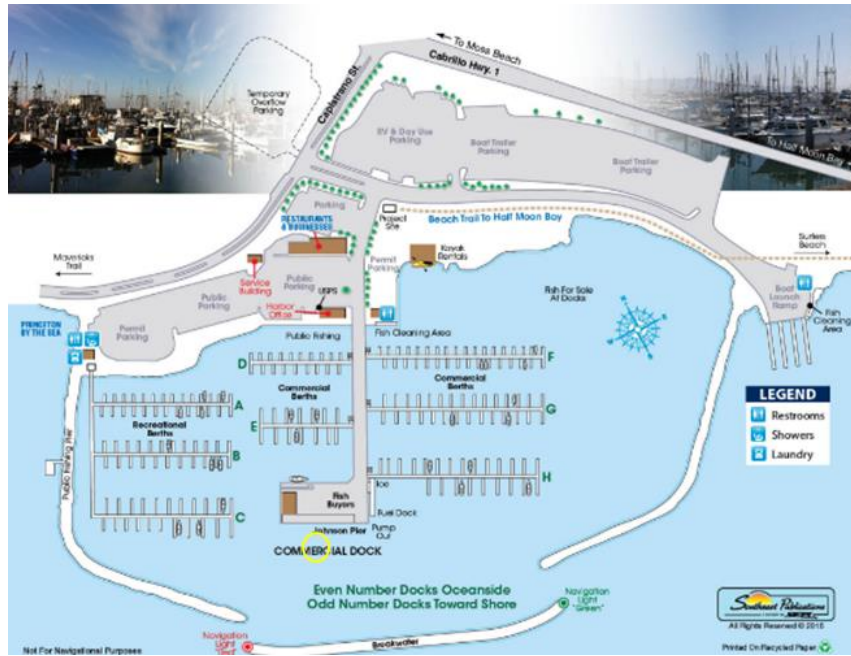 To Moss Beach
Cabrillo Hwy. 1
Capistrano St.
Temporary
Overflow
Parking
RV & Day Use
Parking
Boat Trailer
Parking
Boat Trailer
Parking
To Half Moon Bay
Parking
RESTAURANTS
& BUSINESSES
Project
Site
Beach Trail To Half Moon Bay
Mavericks
Trail
Surfers
Beach
Service
Building
Public
Parking
USPS
Permit
Parking
Kayak
Rentals
Fish For Sale
At Docks
Boat
Launch
Ramp
Fish
Cleaning
Area
Public
Parking
Harbor
Office
PRINCETON
BY THE SEA
Permit
Parking
Public Fishing
Fish Cleaning Area
D
F
Commercial
Berths
Commercial
Berths
A
Recreational
Berths
E
G
B
H
C
Public Fishing Pier
Ice
Fish
Buyers
Fuel Dock
Johnson Pier
Pump
Out
COMMERCIAL DOCK
LEGEND
Restrooms
Showers
Laundry
Even Number Docks Oceanside
Odd Number Docks Toward Shore
Navigation
Light
"Green"
Navigation
Light
"Red"
Breakwater
Southeast Publications
All Rights Reserved © 2015
Not For Navigational Purposes
Printed On Recycled Paper